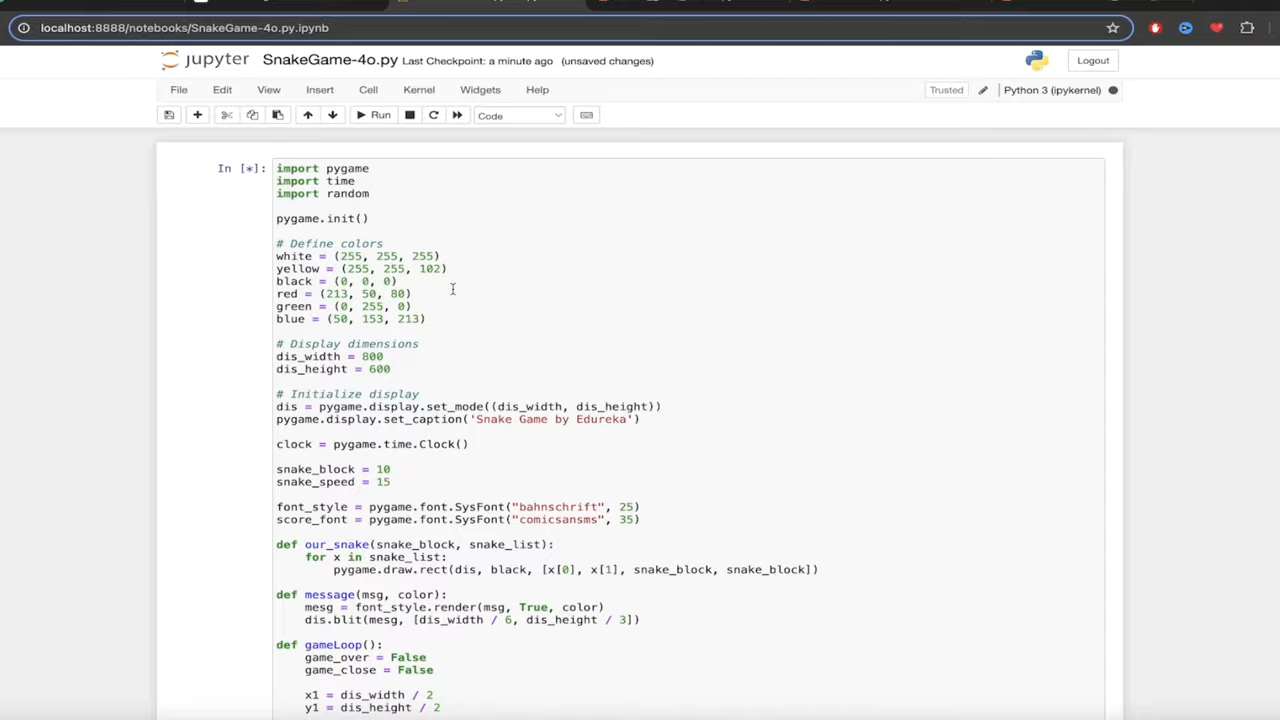 localhost:8888/notebooks/SnakeGame-4o.py.ipynb
jupyter SnakeGame-4o.py Last Checkpoint: a minute ago (unsaved changes)
Logout
File Edit View Insert Cell Kernel Widgets Help
Trusted Python 3 (ipykernel)
Run Code
In [*]:
import pygame
import time
import random
pygame.init()
# Define colors
white = (255, 255, 255)
yellow = (255, 255, 102)
black = (0, 0, 0)
red = (213, 50, 80)
green = (0, 255, 0)
blue = (50, 153, 213)
# Display dimensions
dis_width = 800
dis_height = 600
# Initialize display
dis = pygame.display.set_mode((dis_width, dis_height))
pygame.display.set_caption('Snake Game by Edureka')
clock = pygame.time.Clock()
snake_block = 10
snake_speed = 15
font_style = pygame.font.SysFont("bahnschrift", 25)
score_font = pygame.font.SysFont("comicsansms", 35)
def our_snake(snake_block, snake_list):
    for x in snake_list:
        pygame.draw.rect(dis, black, [x[0], x[1], snake_block, snake_block])
def message(msg, color):
    mesg = font_style.render(msg, True, color)
    dis.blit(mesg, [dis_width / 6, dis_height / 3])
def gameLoop():
    game_over = False
    game_close = False
    x1 = dis_width / 2
    y1 = dis_height / 2